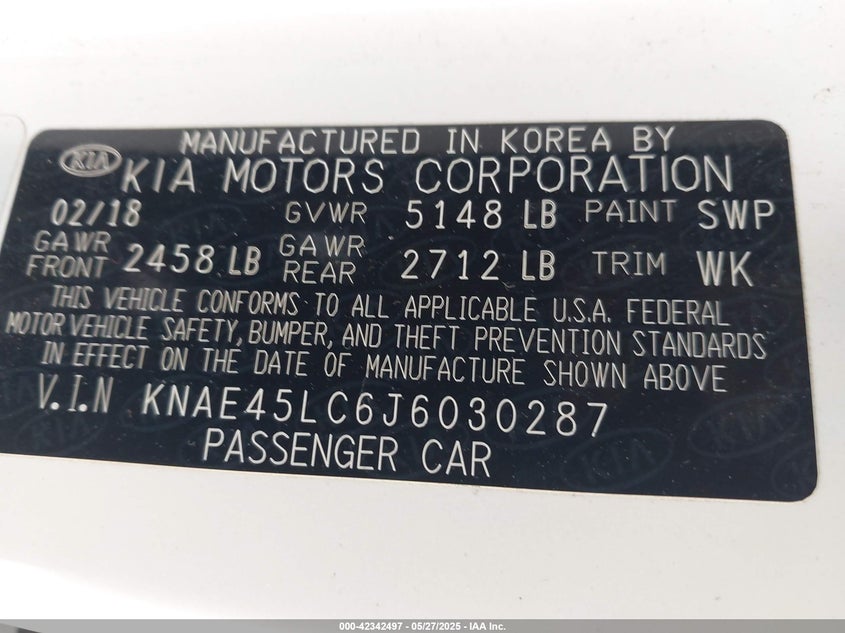 MANUFACTURED IN KOREA BY
KIA KIA MOTORS CORPORATION
02/18 GVWR 5148 LB PAINT SWP
GAWR FRONT 2458 LB GAWR REAR 2712 LB TRIM WK
THIS VEHICLE CONFORMS TO ALL APPLICABLE U.S.A. FEDERAL
MOTOR VEHICLE SAFETY, BUMPER, AND THEFT PREVENTION STANDARDS
IN EFFECT ON THE DATE OF MANUFACTURE SHOWN ABOVE
V.I.N KNAE45LC6J6030287
PASSENGER CAR
000-42342497 - 05/27/2025 - IAA Inc.